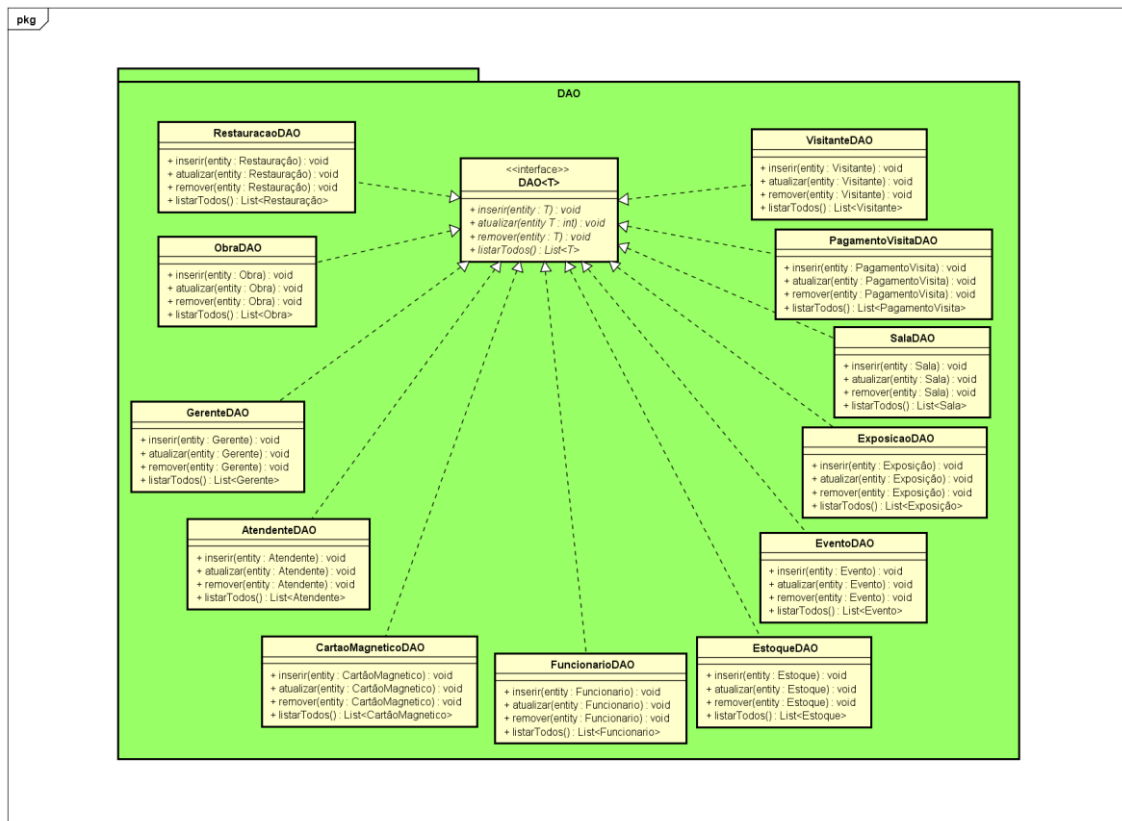 pkg
DAO
RestauracaoDAO
+ inserir(entity : Restauração) : void
+ atualizar(entity : Restauração) : void
+ remover(entity : Restauração) : void
+ listarTodos() : List<Restauração>
<<interface>>
DAO<T>
+ inserir(entity : T) : void
+ atualizar(entity T : int) : void
+ remover(entity : T) : void
+ listarTodos() : List<T>
VisitanteDAO
+ inserir(entity : Visitante) : void
+ atualizar(entity : Visitante) : void
+ remover(entity : Visitante) : void
+ listarTodos() : List<Visitante>
ObraDAO
+ inserir(entity : Obra) : void
+ atualizar(entity : Obra) : void
+ remover(entity : Obra) : void
+ listarTodos() : List<Obra>
PagamentoVisitaDAO
+ inserir(entity : PagamentoVisita) : void
+ atualizar(entity : PagamentoVisita) : void
+ remover(entity : PagamentoVisita) : void
+ listarTodos() : List<PagamentoVisita>
SalaDAO
+ inserir(entity : Sala) : void
+ atualizar(entity : Sala) : void
+ remover(entity : Sala) : void
+ listarTodos() : List<Sala>
GerenteDAO
+ inserir(entity : Gerente) : void
+ atualizar(entity : Gerente) : void
+ remover(entity : Gerente) : void
+ listarTodos() : List<Gerente>
ExposicaoDAO
+ inserir(entity : Exposição) : void
+ atualizar(entity : Exposição) : void
+ remover(entity : Exposição) : void
+ listarTodos() : List<Exposição>
AtendenteDAO
+ inserir(entity : Atendente) : void
+ atualizar(entity : Atendente) : void
+ remover(entity : Atendente) : void
+ listarTodos() : List<Atendente>
EventoDAO
+ inserir(entity : Evento) : void
+ atualizar(entity : Evento) : void
+ remover(entity : Evento) : void
+ listarTodos() : List<Evento>
CartaoMagneticoDAO
+ inserir(entity : CartãoMagnetico) : void
+ atualizar(entity : CartãoMagnetico) : void
+ remover(entity : CartãoMagnetico) : void
+ listarTodos() : List<CartãoMagnetico>
FuncionarioDAO
+ inserir(entity : Funcionario) : void
+ atualizar(entity : Funcionario) : void
+ remover(entity : Funcionario) : void
+ listarTodos() : List<Funcionario>
EstoqueDAO
+ inserir(entity : Estoque) : void
+ atualizar(entity : Estoque) : void
+ remover(entity : Estoque) : void
+ listarTodos() : List<Estoque>